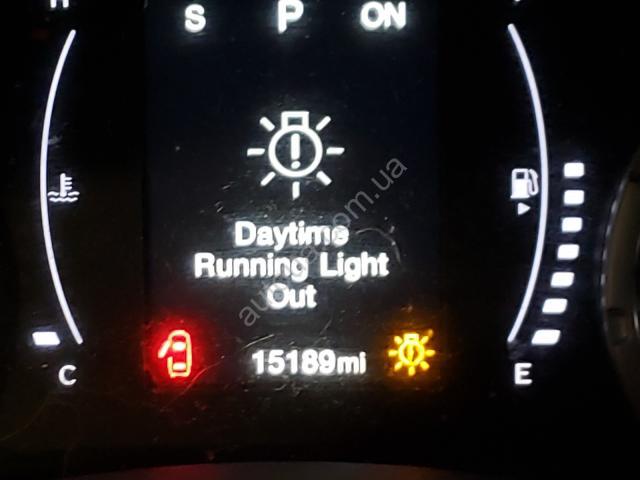 S P ON
Daytime
Running Light
Out
15189mi
C
E